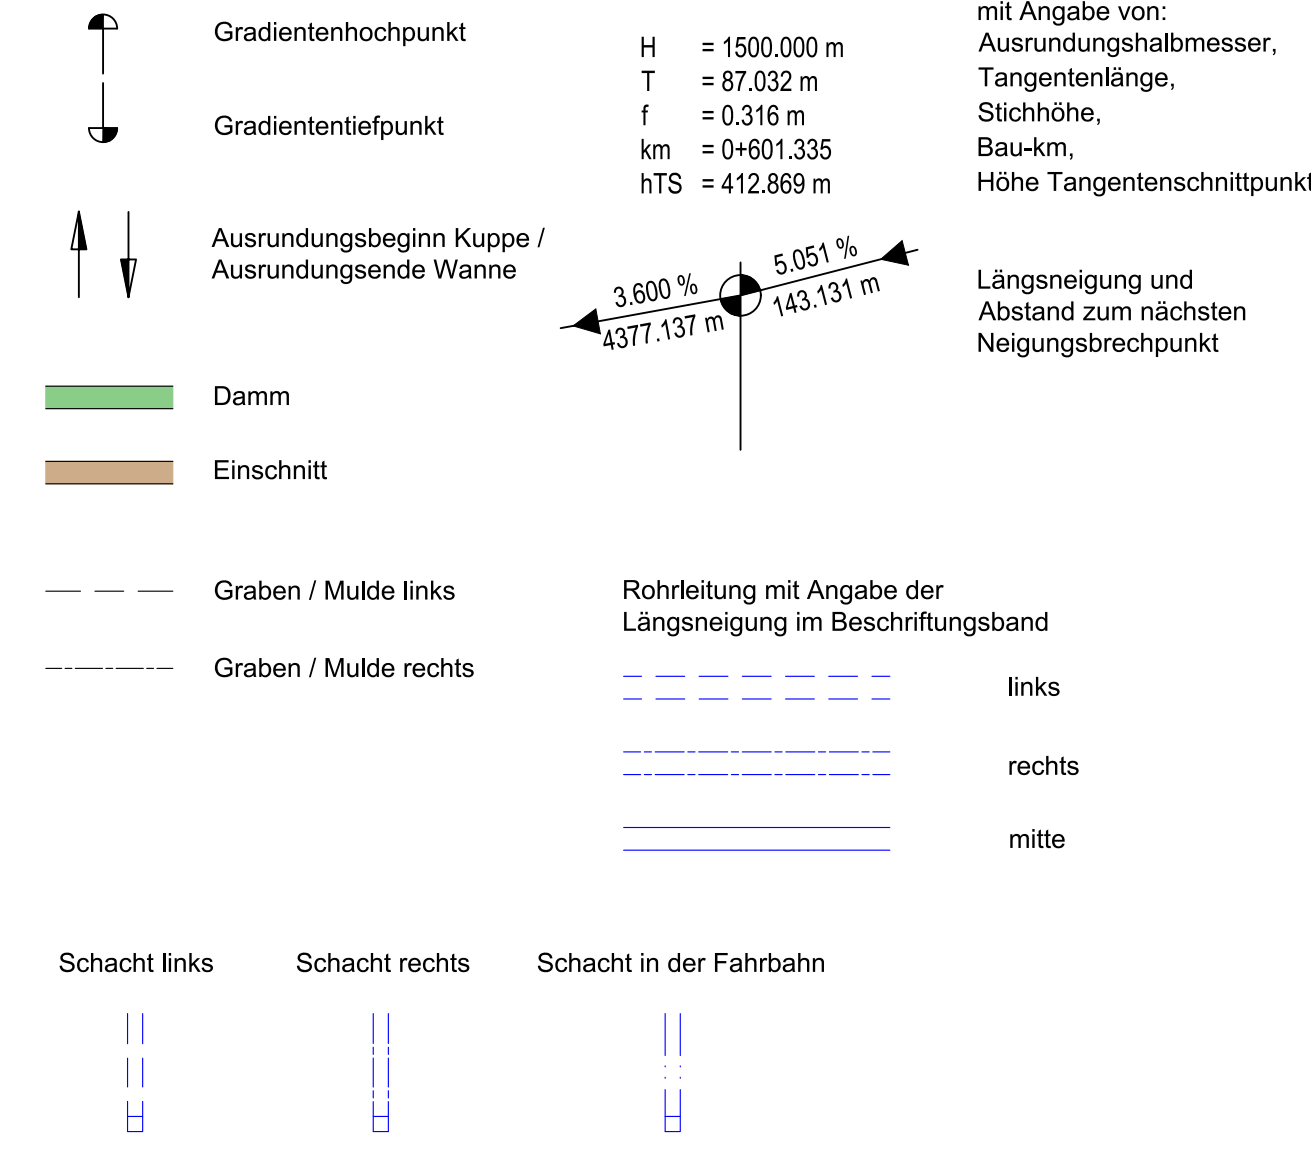 Gradientenhochpunkt
Gradiententiefpunkt
Ausrundungsbeginn Kuppe /
Ausrundungsende Wanne
Damm
Einschnitt
Graben / Mulde links
Graben / Mulde rechts
H = 1500.000 m
T = 87.032 m
f = 0.316 m
km = 0+601.335
hTS = 412.869 m
mit Angabe von:
Ausrundungshalbmesser,
Tangentenlänge,
Stichhöhe,
Bau-km,
Höhe Tangentenschnittpunkt
3.600 %
4377.137 m
5.051 %
143.131 m
Längsneigung und
Abstand zum nächsten
Neigungsbrechpunkt
Rohrleitung mit Angabe der
Längsneigung im Beschriftungsband
links
rechts
mitte
Schacht links
Schacht rechts
Schacht in der Fahrbahn